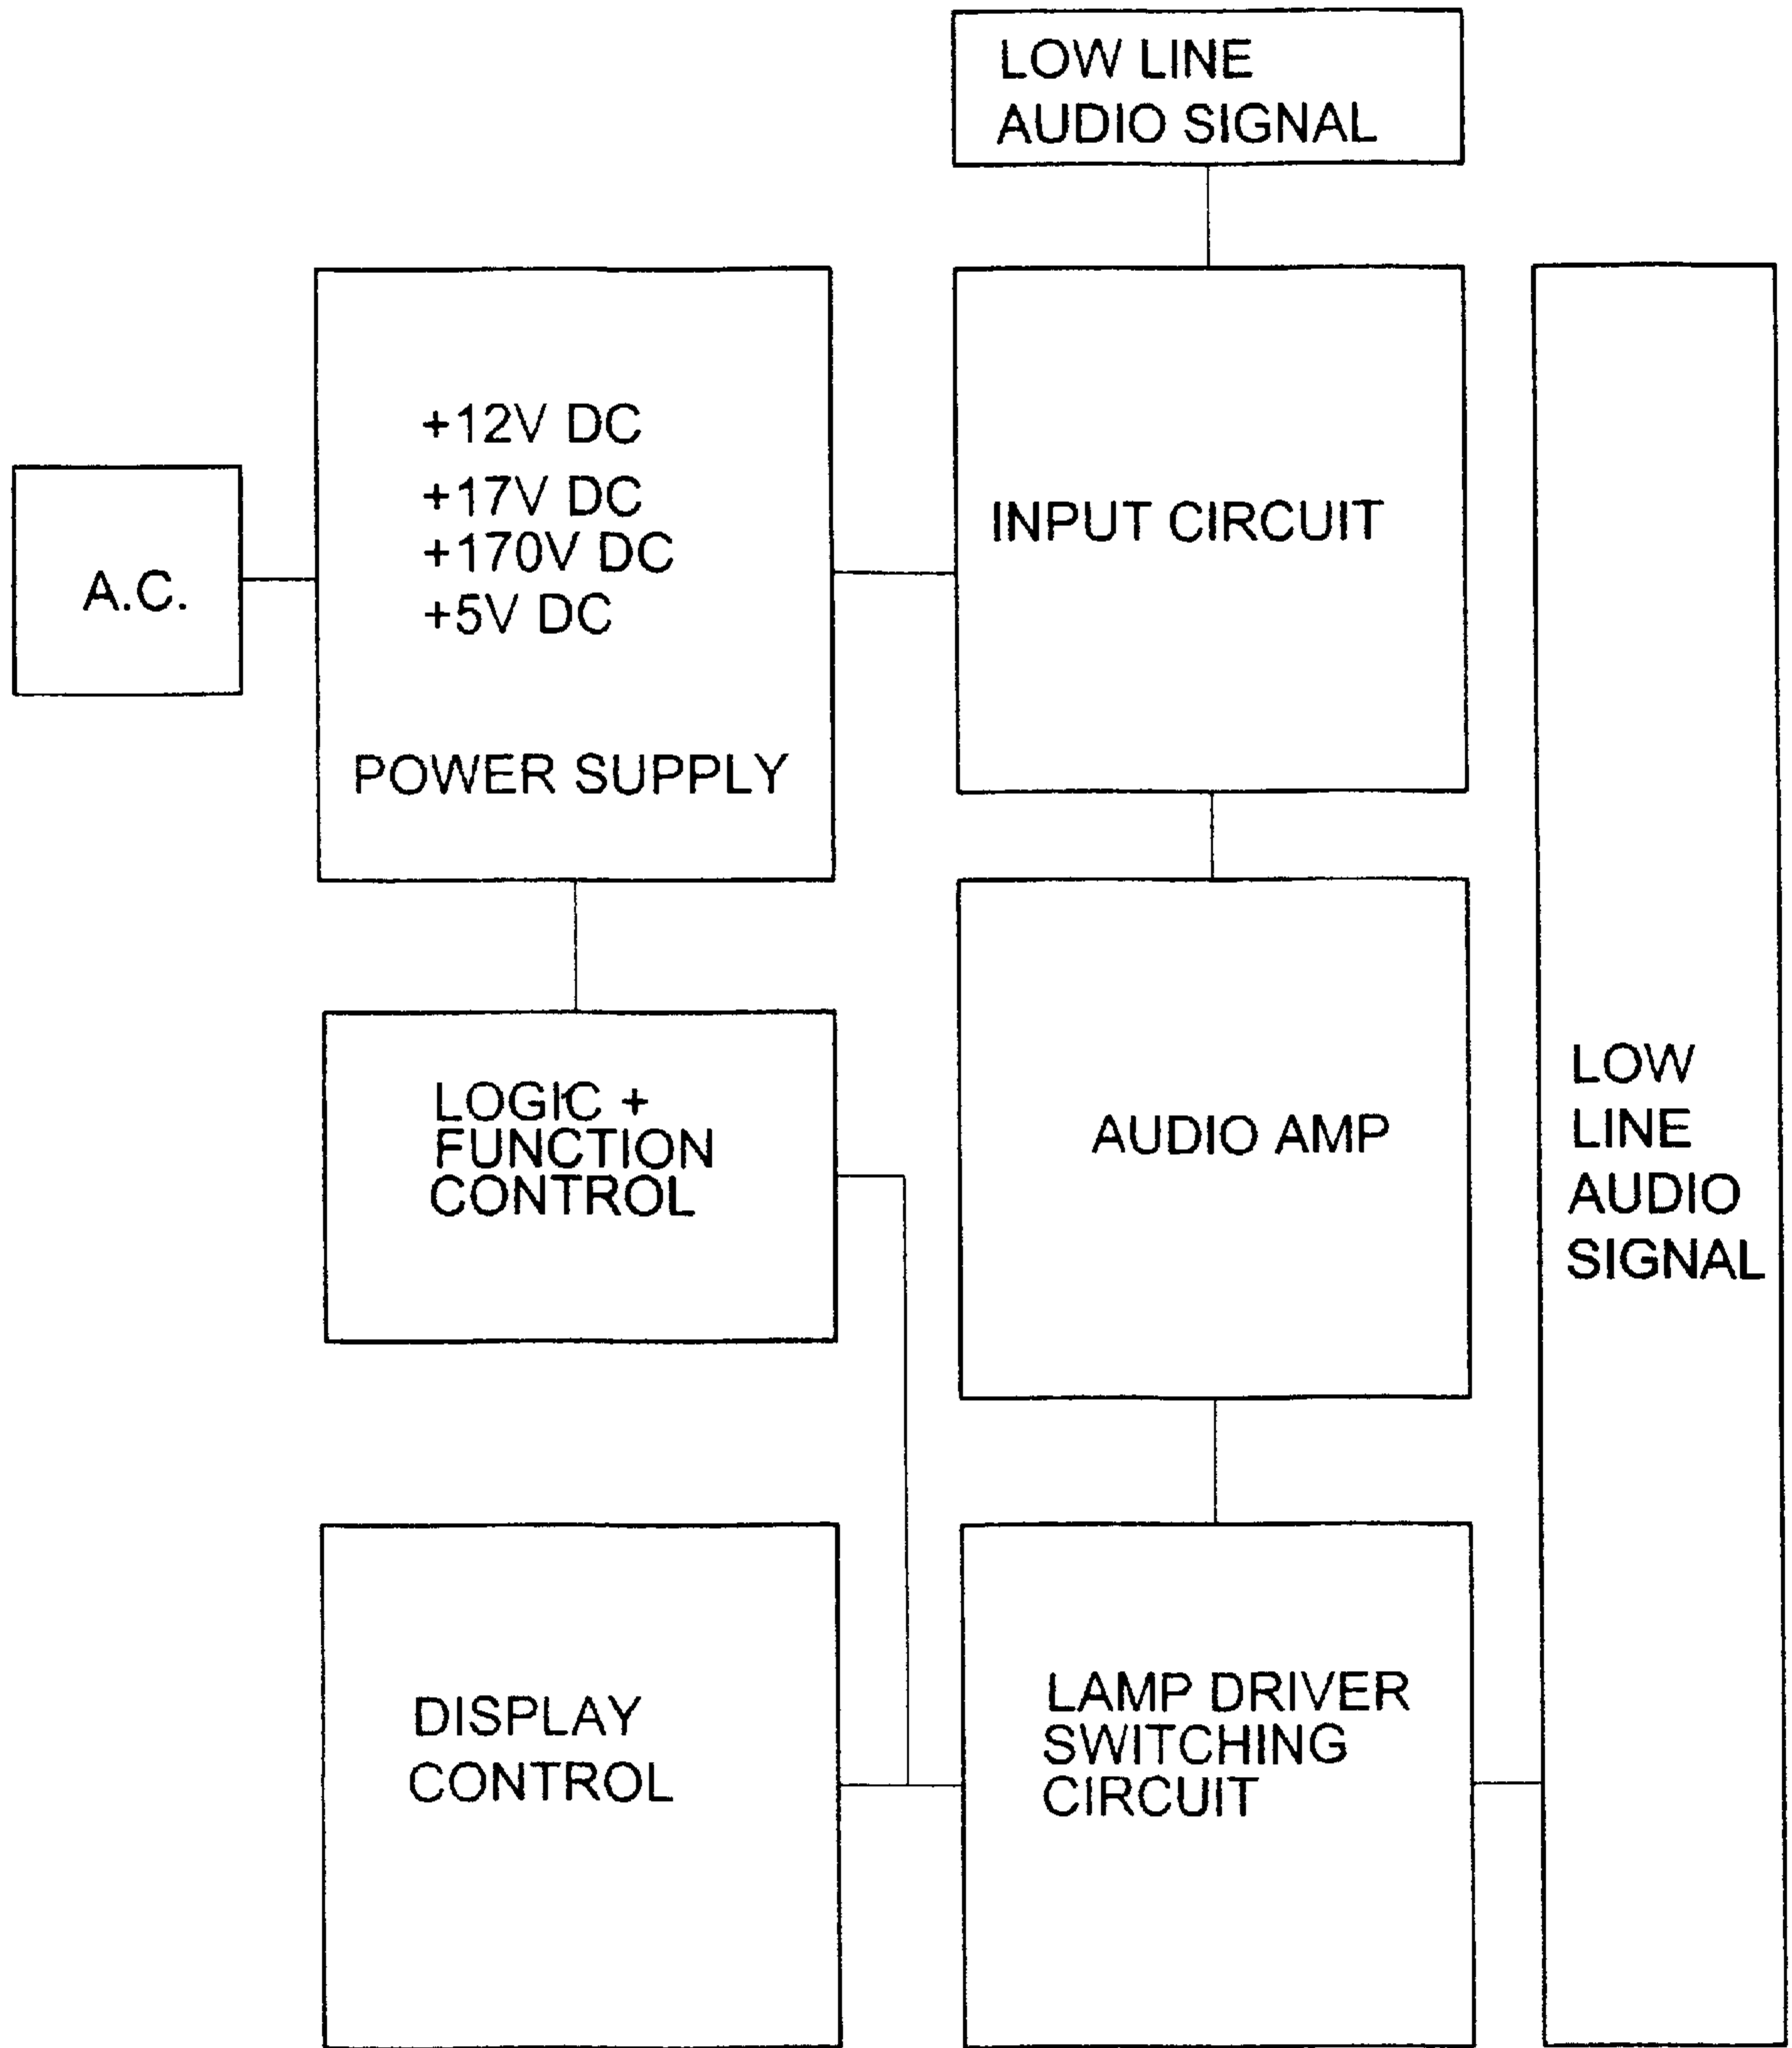 LOW LINE
AUDIO SIGNAL
+12V DC
+17V DC
+170V DC
+5V DC
POWER SUPPLY
A.C.
INPUT CIRCUIT
LOGIC +
FUNCTION
CONTROL
AUDIO AMP
LOW
LINE
AUDIO
SIGNAL
DISPLAY
CONTROL
LAMP DRIVER
SWITCHING
CIRCUIT